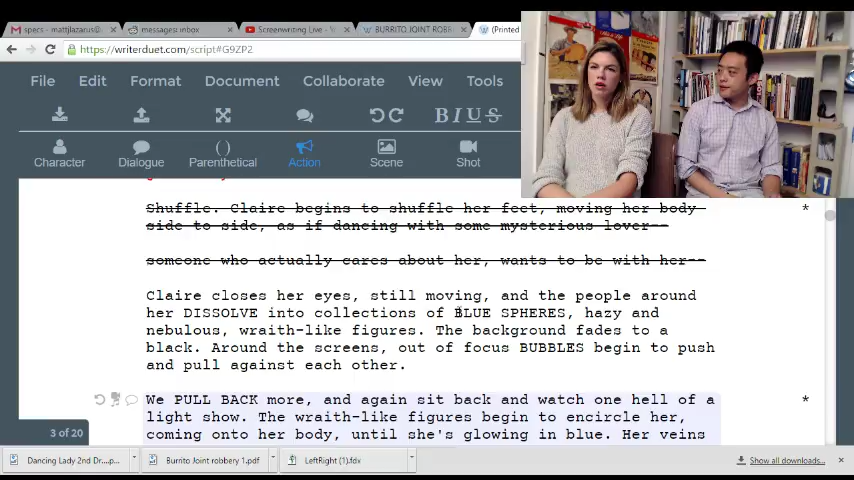 specs - mattjlazarus@
messages: inbox
Screenwriting Live - W
BURRITO JOINT ROBR
(Printed
https://writerduet.com/script#G9ZP2
File Edit Format Document Collaborate View Tools
B I U S
Character Dialogue Parenthetical Action Scene Shot
Shuffle. Claire begins to shuffle her feet, moving her body
side to side, as if dancing with some mysterious lover--
someone who actually cares about her, wants to be with her--
Claire closes her eyes, still moving, and the people around
her DISSOLVE into collections of BLUE SPHERES, hazy and
nebulous, wraith-like figures. The background fades to a
black. Around the screens, out of focus BUBBLES begin to push
and pull against each other.
We PULL BACK more, and again sit back and watch one hell of a
light show. The wraith-like figures begin to encircle her,
coming onto her body, until she's glowing in blue. Her veins
3 of 20
Dancing Lady 2nd Dr....p...
Burrito Joint robbery 1.pdf
LeftRight (1).fdx
Show all downloads...